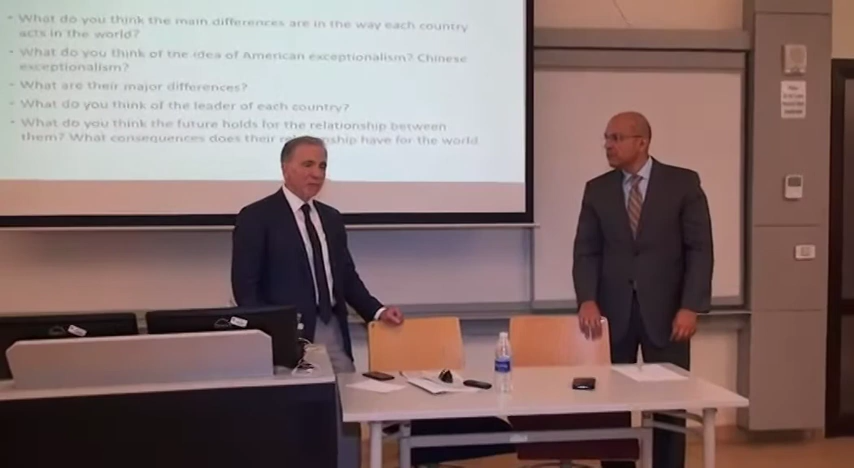 • What do you think the main differences are in the way each country
acts in the world?
• What do you think of the idea of American exceptionalism? Chinese
exceptionalism?
• What are their major differences?
• What do you think of the leader of each country?
• What do you think the future holds for the relationship between
them? What consequences does their re nship have for the world